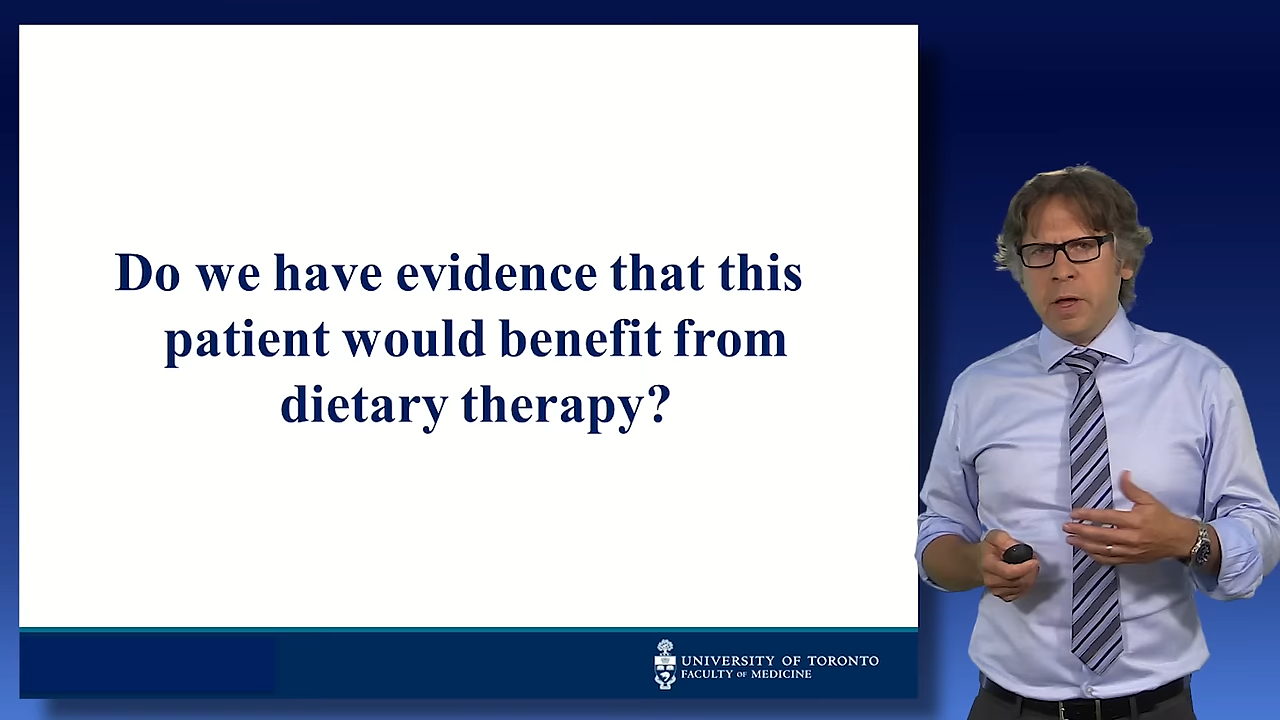 Do we have evidence that this
patient would benefit from
dietary therapy?
UNIVERSITY OF TORONTO
FACULTY OF MEDICINE